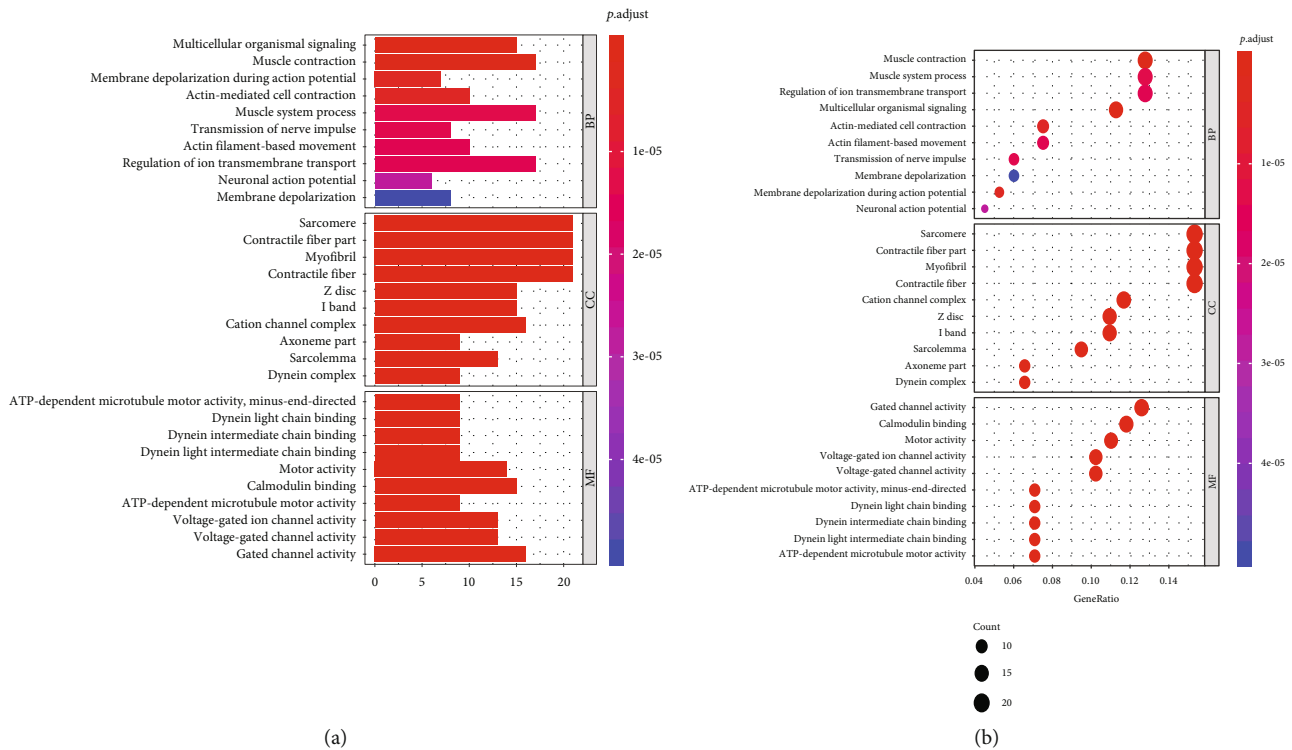 p.adjust
Multicellular organismal signaling
Muscle contraction
Membrane depolarization during action potential
Actin-mediated cell contraction
Muscle system process
Transmission of nerve impulse
Actin filament-based movement
Regulation of ion transmembrane transport
Neuronal action potential
Membrane depolarization
BP
Sarcomere
Contractile fiber part
Myofibril
Contractile fiber
Z disc
I band
Cation channel complex
Axoneme part
Sarcolemma
Dynein complex
CC
ATP-dependent microtubule motor activity, minus-end-directed
Dynein light chain binding
Dynein intermediate chain binding
Dynein light intermediate chain binding
Motor activity
Calmodulin binding
ATP-dependent microtubule motor activity
Voltage-gated ion channel activity
Voltage-gated channel activity
Gated channel activity
MF
0 5 10 15 20
1e-05
2e-05
3e-05
4e-05
(a)
p.adjust
Muscle contraction
Muscle system process
Regulation of ion transmembrane transport
Multicellular organismal signaling
Actin-mediated cell contraction
Actin filament-based movement
Transmission of nerve impulse
Membrane depolarization
Membrane depolarization during action potential
Neuronal action potential
BP
Sarcomere
Contractile fiber part
Myofibril
Contractile fiber
Cation channel complex
Z disc
I band
Sarcolemma
Axoneme part
Dynein complex
CC
Gated channel activity
Calmodulin binding
Motor activity
Voltage-gated ion channel activity
Voltage-gated channel activity
ATP-dependent microtubule motor activity, minus-end-directed
Dynein light chain binding
Dynein intermediate chain binding
Dynein light intermediate chain binding
ATP-dependent microtubule motor activity
MF
0.04 0.06 0.08 0.10 0.12 0.14
GeneRatio
1e-05
2e-05
3e-05
4e-05
Count
10
15
20
(b)